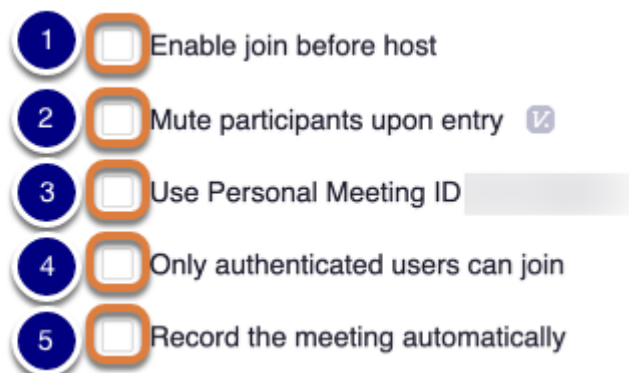 1 Enable join before host
2 Mute participants upon entry
3 Use Personal Meeting ID
4 Only authenticated users can join
5 Record the meeting automatically